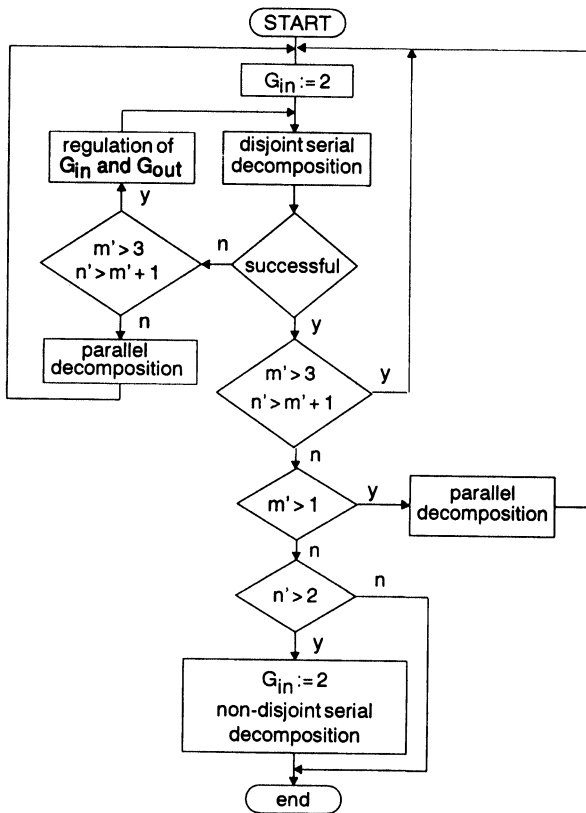 START
G_in := 2
regulation of
G_in and G_out
disjoint serial
decomposition
y
m' > 3
n' > m' + 1
n
successful
n
y
parallel
decomposition
m' > 3
n' > m' + 1
y
n
m' > 1
y
parallel
decomposition
n
n' > 2
n
y
G_in := 2
non-disjoint serial
decomposition
end